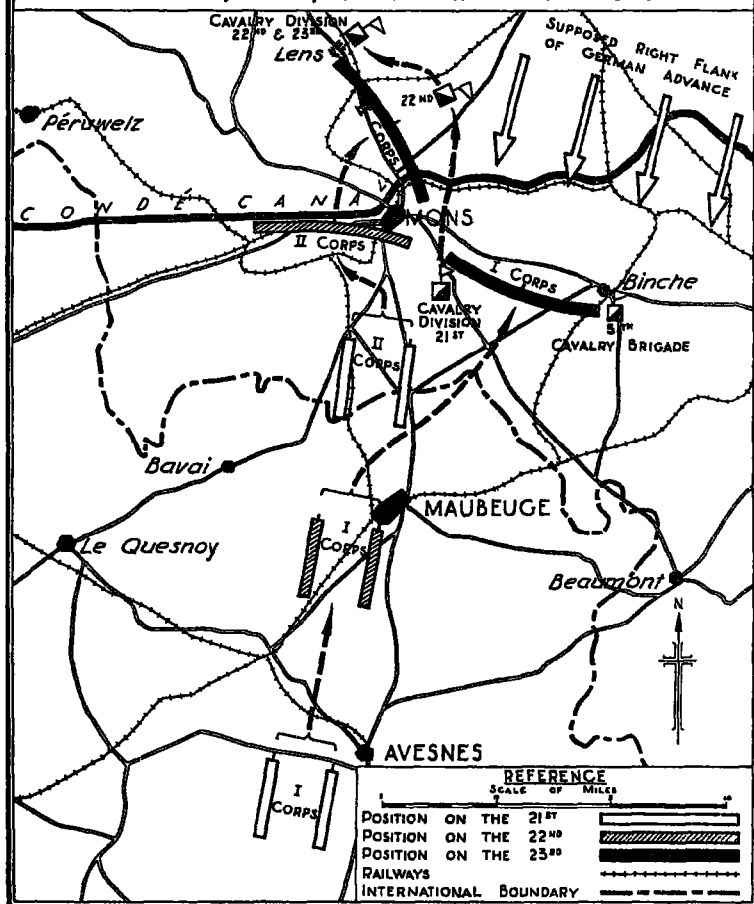 CAVALRY DIVISION
22ND & 23RD
Lens
22ND
SUPPOSED RIGHT FLANK
OF GERMAN ADVANCE
Péruwelz
II CORPS
CONDÉ CANAL
MONS
II CORPS
I CORPS
Binche
CAVALRY
DIVISION
21ST
5TH
CAVALRY BRIGADE
II
CORPS
Bavai
MAUBEUGE
I
CORPS
Le Quesnoy
Beaumont
N
AVESNES
I
CORPS
REFERENCE
SCALE OF MILES
10
POSITION ON THE 21ST
POSITION ON THE 22ND
POSITION ON THE 23RD
RAILWAYS
INTERNATIONAL BOUNDARY